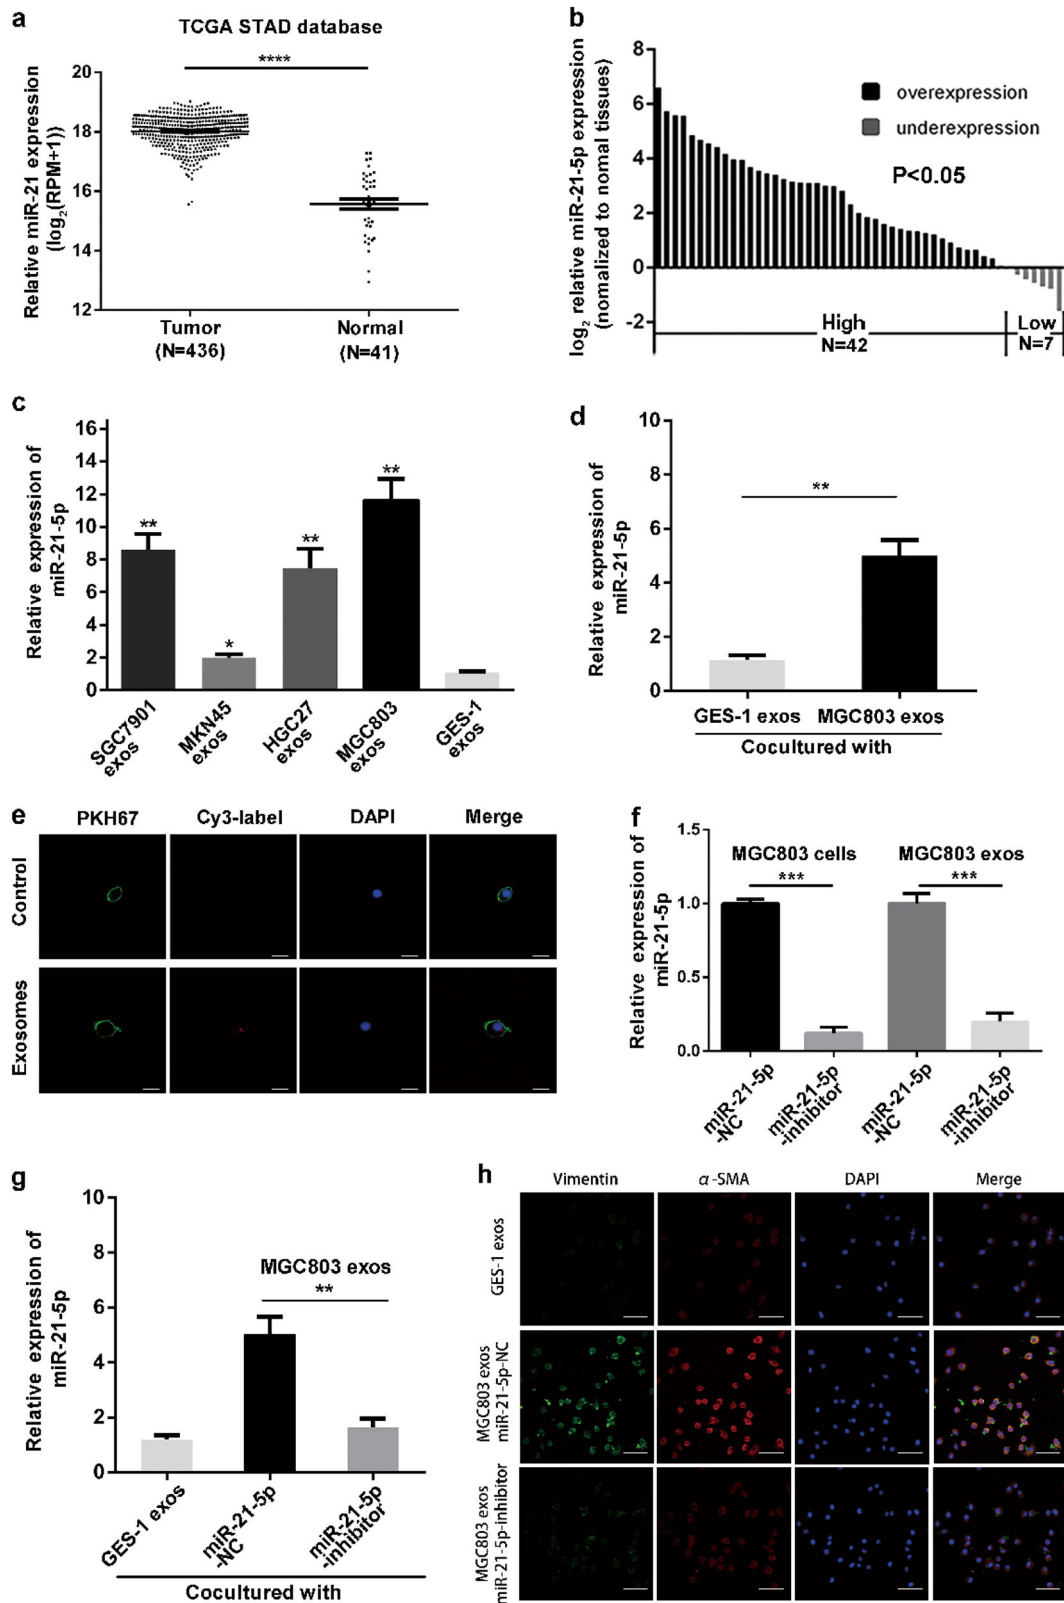 a
TCGA STAD database
****
Relative miR-21 expression
(log2(RPM+1))
20
18
16
14
12
Tumor
(N=436)
Normal
(N=41)
b
log2 relative miR-21-5p expression
(nomalized to nomal tissues)
8
6
4
2
0
-2
overexpression
underexpression
P<0.05
High
N=42
Low
N=7
c
Relative expression of
miR-21-5p
16
14
12
10
8
6
4
2
0
**
*
**
**
SGC7901
exos
MKN45
exos
HGC27
exos
MGC803
exos
GES-1
exos
d
Relative expression of
miR-21-5p
10
8
6
4
2
0
**
GES-1 exos
MGC803 exos
Cocultured with
e
PKH67
Cy3-label
DAPI
Merge
Control
Exosomes
f
Relative expression of
miR-21-5p
1.5
1.0
0.5
0.0
MGC803 cells
***
MGC803 exos
***
miR-21-5p
-NC
miR-21-5p
-inhibitor
miR-21-5p
-NC
miR-21-5p
-inhibitor
g
Relative expression of
miR-21-5p
10
8
6
4
2
0
MGC803 exos
**
GES-1 exos
miR-21-5p
-NC
miR-21-5p
-inhibitor
Cocultured with
h
Vimentin
α-SMA
DAPI
Merge
GES-1 exos
MGC803 exos
miR-21-5p-NC
MGC803 exos
miR-21-5p-inhibitor